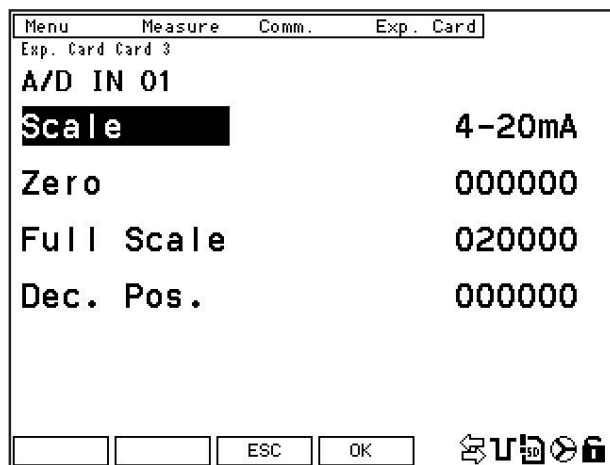 Menu Measure Comm. Exp. Card
Exp. Card Card 3
A/D IN 01
Scale 4-20mA
Zero 000000
Full Scale 020000
Dec. Pos. 000000
ESC OK
SD